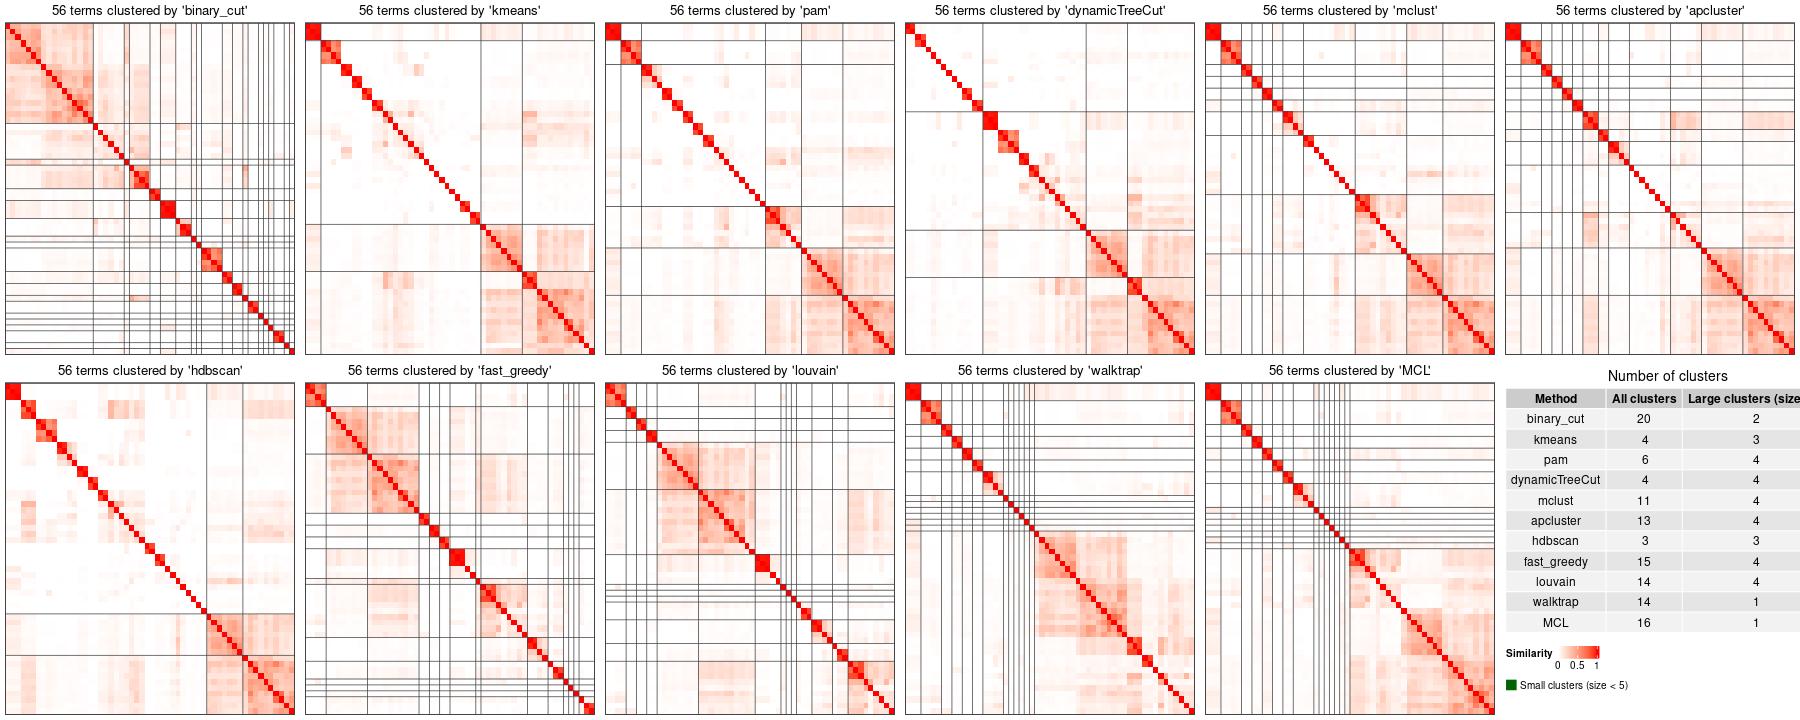 56 terms clustered by 'binary_cut'
56 terms clustered by 'kmeans'
56 terms clustered by 'pam'
56 terms clustered by 'dynamicTreeCut'
56 terms clustered by 'mclust'
56 terms clustered by 'apcluster'
56 terms clustered by 'hdbscan'
56 terms clustered by 'fast_greedy'
56 terms clustered by 'louvain'
56 terms clustered by 'walktrap'
56 terms clustered by 'MCL'
Number of clusters
Method All clusters Large clusters (size
binary_cut 20 2
kmeans 4 3
pam 6 4
dynamicTreeCut 4 4
mclust 11 4
apcluster 13 4
hdbscan 3 3
fast_greedy 15 4
louvain 14 4
walktrap 14 1
MCL 16 1
Similarity
0 0.5 1
Small clusters (size < 5)